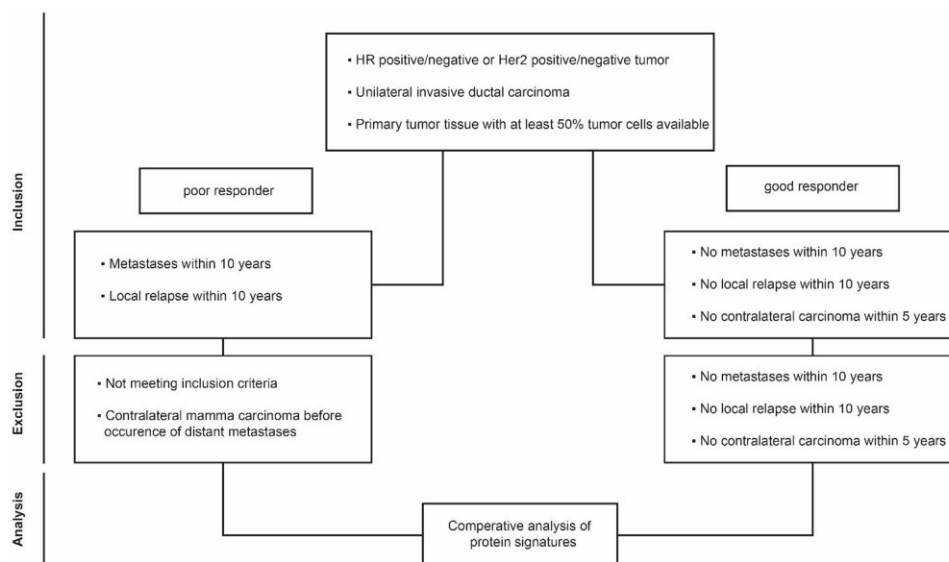 Inclusion
▪ HR positive/negative or Her2 positive/negative tumor
▪ Unilateral invasive ductal carcinoma
▪ Primary tumor tissue with at least 50% tumor cells available
poor responder
good responder
▪ Metastases within 10 years
▪ Local relapse within 10 years
▪ No metastases within 10 years
▪ No local relapse within 10 years
▪ No contralateral carcinoma within 5 years
Exclusion
▪ Not meeting inclusion criteria
▪ Contralateral mamma carcinoma before
occurence of distant metastases
▪ No metastases within 10 years
▪ No local relapse within 10 years
▪ No contralateral carcinoma within 5 years
Analysis
Comperative analysis of
protein signatures